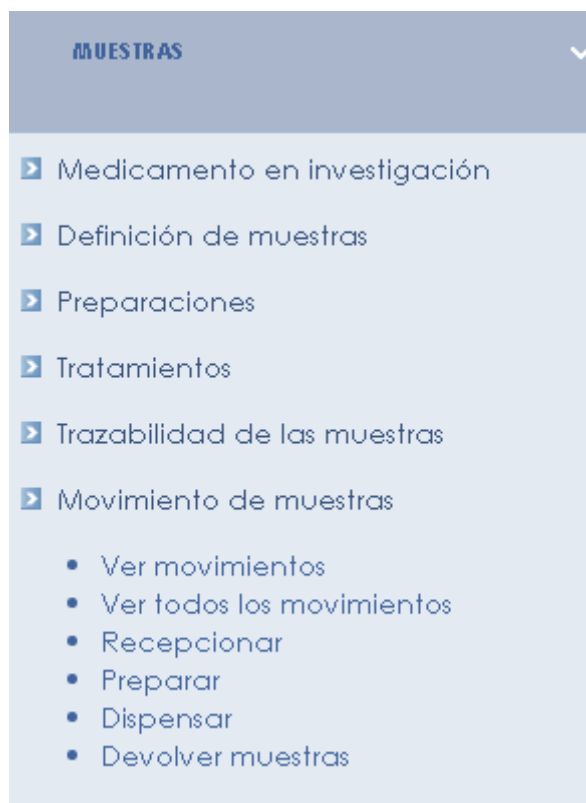 MUESTRAS
Medicamento en investigación
Definición de muestras
Preparaciones
Tratamientos
Trazabilidad de las muestras
Movimiento de muestras
Ver movimientos
Ver todos los movimientos
Recepcionar
Preparar
Dispensar
Devolver muestras